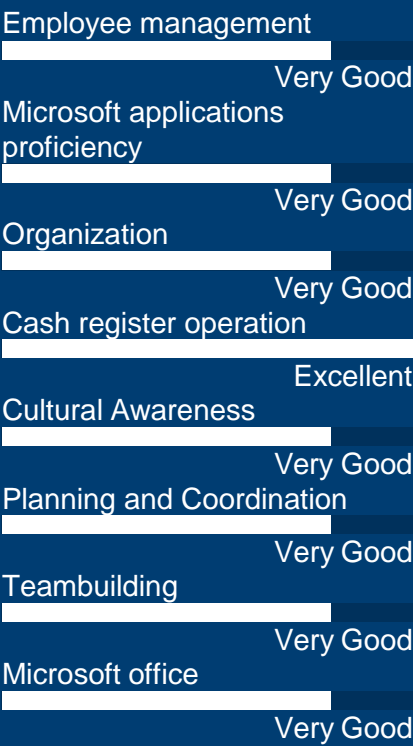 Employee management
Very Good
Microsoft applications
proficiency
Very Good
Organization
Very Good
Cash register operation
Excellent
Cultural Awareness
Very Good
Planning and Coordination
Very Good
Teambuilding
Very Good
Microsoft office
Very Good